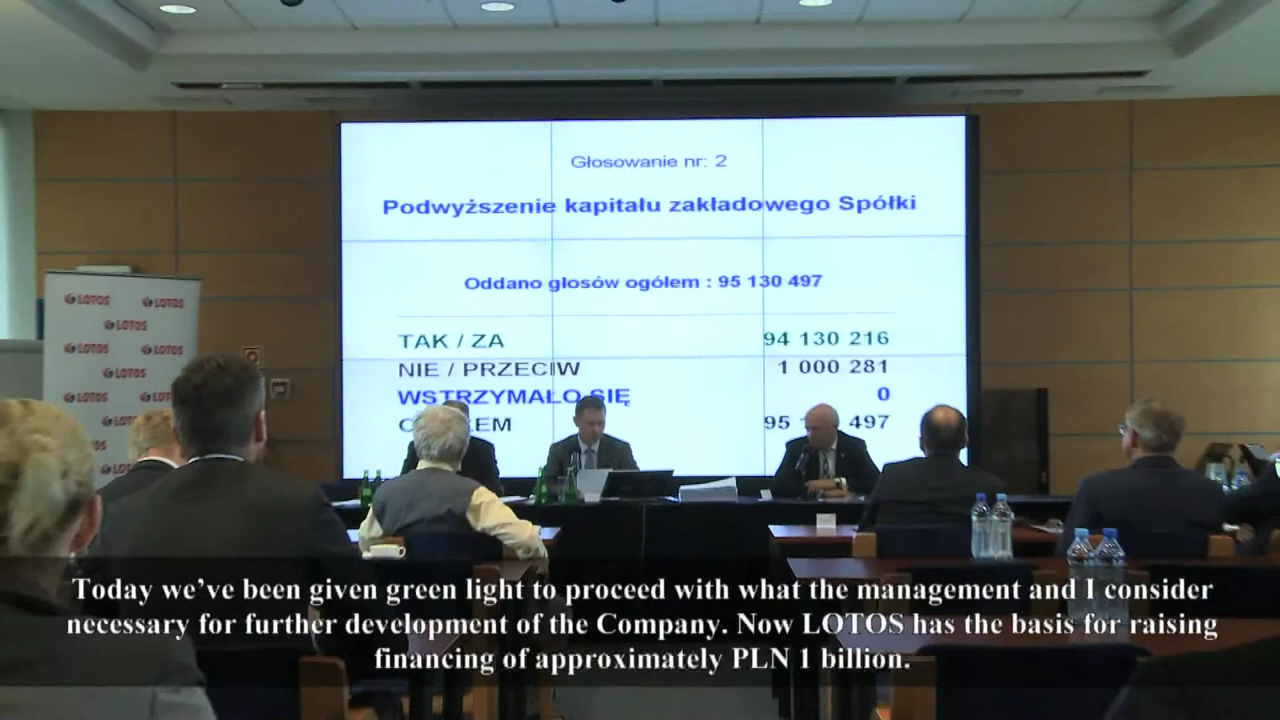 Głosowanie nr: 2
Podwyższenie kapitału zakładowego Spółki
Oddano głosów ogółem : 95 130 497
TAK / ZA 94 130 216
NIE / PRZECIW 1 000 281
WSTRZYMAŁO SIĘ 0
95 497
LOTOS LOTOS
LOTOS
LOTOS LOTOS
LOTOS
LOTOS LOTOS
LOTOS
Today we've been given green light to proceed with what the management and I consider
necessary for further development of the Company. Now LOTOS has the basis for raising
financing of approximately PLN 1 billion.